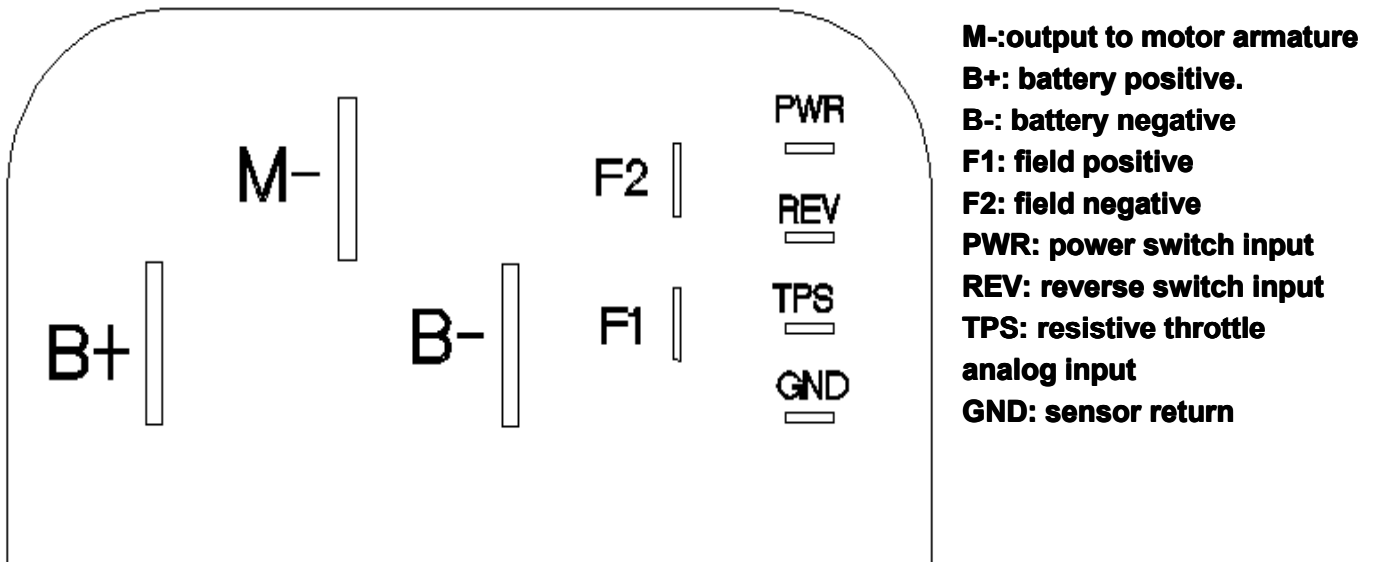 M-
B+
B-
F2
F1
PWR
REV
TPS
GND
M-:output to motor armature
B+: battery positive.
B-: battery negative
F1: field positive
F2: field negative
PWR: power switch input
REV: reverse switch input
TPS: resistive throttle
analog input
GND: sensor return